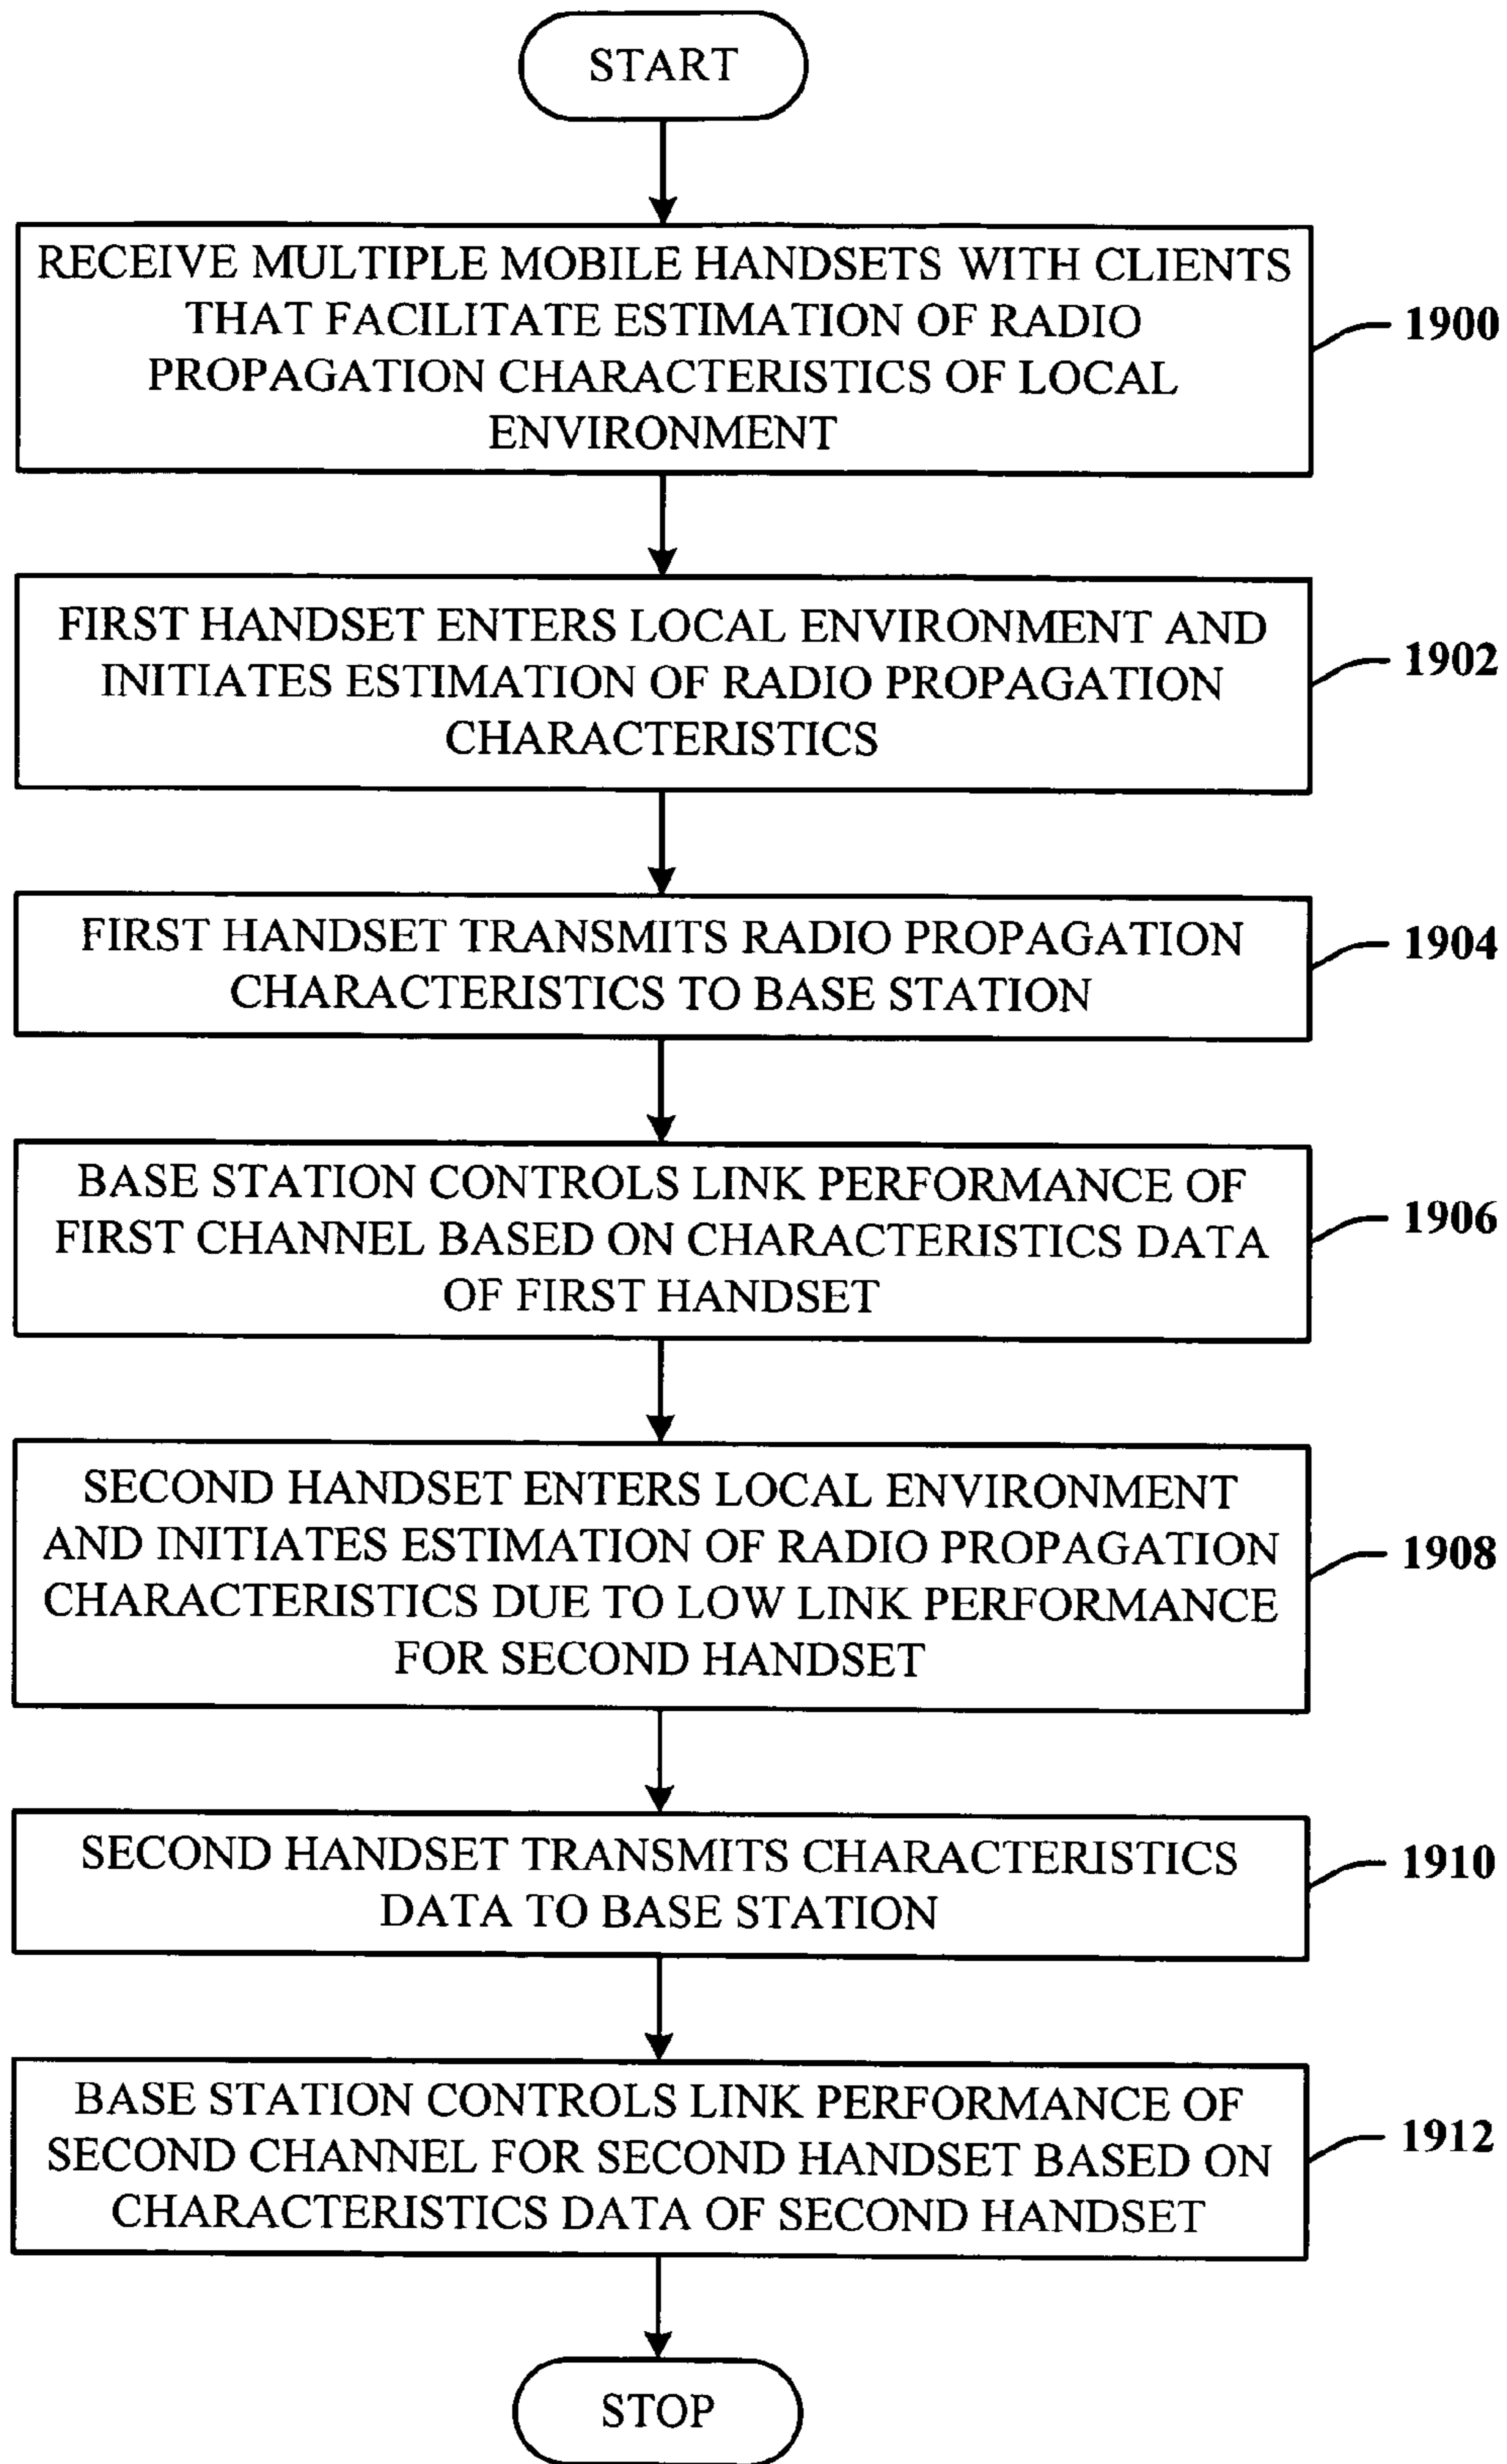 START
RECEIVE MULTIPLE MOBILE HANDSETS WITH CLIENTS
THAT FACILITATE ESTIMATION OF RADIO
PROPAGATION CHARACTERISTICS OF LOCAL
ENVIRONMENT
1900
FIRST HANDSET ENTERS LOCAL ENVIRONMENT AND
INITIATES ESTIMATION OF RADIO PROPAGATION
CHARACTERISTICS
1902
FIRST HANDSET TRANSMITS RADIO PROPAGATION
CHARACTERISTICS TO BASE STATION
1904
BASE STATION CONTROLS LINK PERFORMANCE OF
FIRST CHANNEL BASED ON CHARACTERISTICS DATA
OF FIRST HANDSET
1906
SECOND HANDSET ENTERS LOCAL ENVIRONMENT
AND INITIATES ESTIMATION OF RADIO PROPAGATION
CHARACTERISTICS DUE TO LOW LINK PERFORMANCE
FOR SECOND HANDSET
1908
SECOND HANDSET TRANSMITS CHARACTERISTICS
DATA TO BASE STATION
1910
BASE STATION CONTROLS LINK PERFORMANCE OF
SECOND CHANNEL FOR SECOND HANDSET BASED ON
CHARACTERISTICS DATA OF SECOND HANDSET
1912
STOP